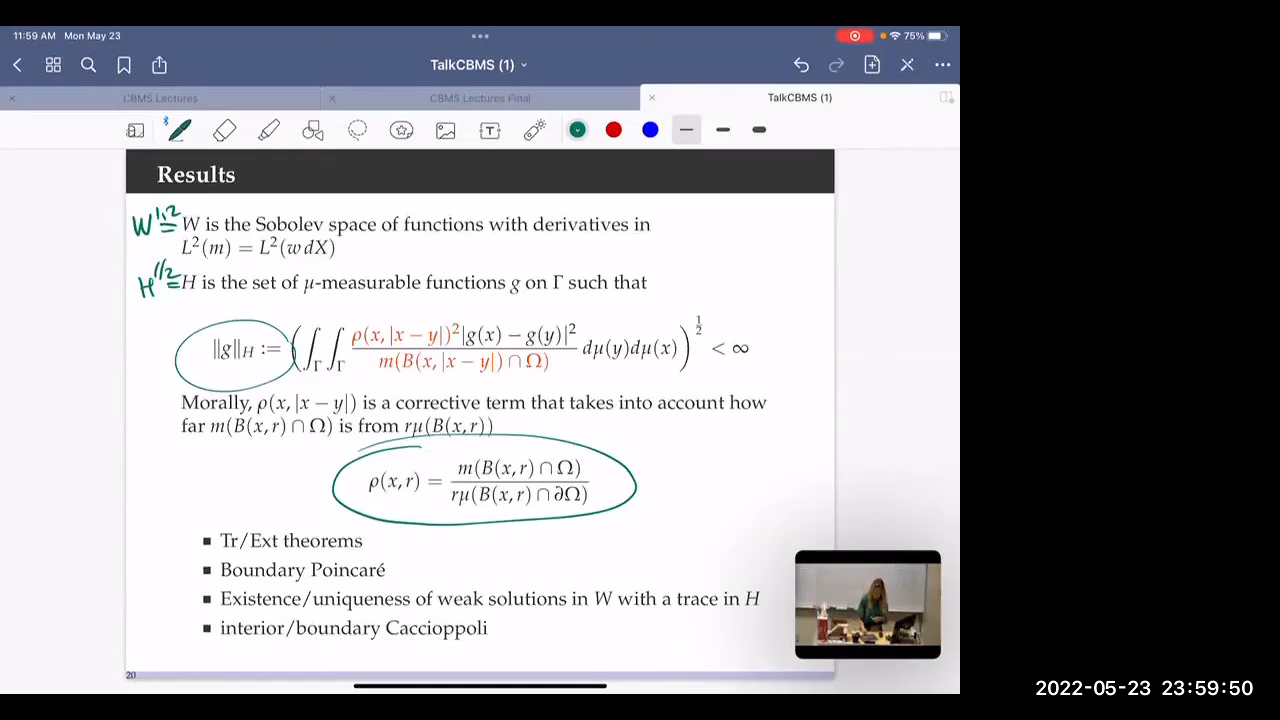 11:59 AM Mon May 23
75%
TalkCBMS (1)
CBMS Lectures
CBMS Lectures Final
TalkCBMS (1)
Results
W^{1,2} = W is the Sobolev space of functions with derivatives in
L²(m) = L²(w dX)
H^{1/2} = H is the set of μ-measurable functions g on Γ such that
‖g‖_H := (∫_Γ ∫_Γ ρ(x,|x − y|)²|g(x) − g(y)|² / m(B(x,|x − y|) ∩ Ω) dμ(y)dμ(x))^{1/2} < ∞
Morally, ρ(x, |x − y|) is a corrective term that takes into account how
far m(B(x,r) ∩ Ω) is from rμ(B(x,r))
ρ(x,r) = m(B(x,r) ∩ Ω) / rμ(B(x,r) ∩ ∂Ω)
■ Tr/Ext theorems
■ Boundary Poincaré
■ Existence/uniqueness of weak solutions in W with a trace in H
■ interior/boundary Caccioppoli
20
2022-05-23 23:59:50